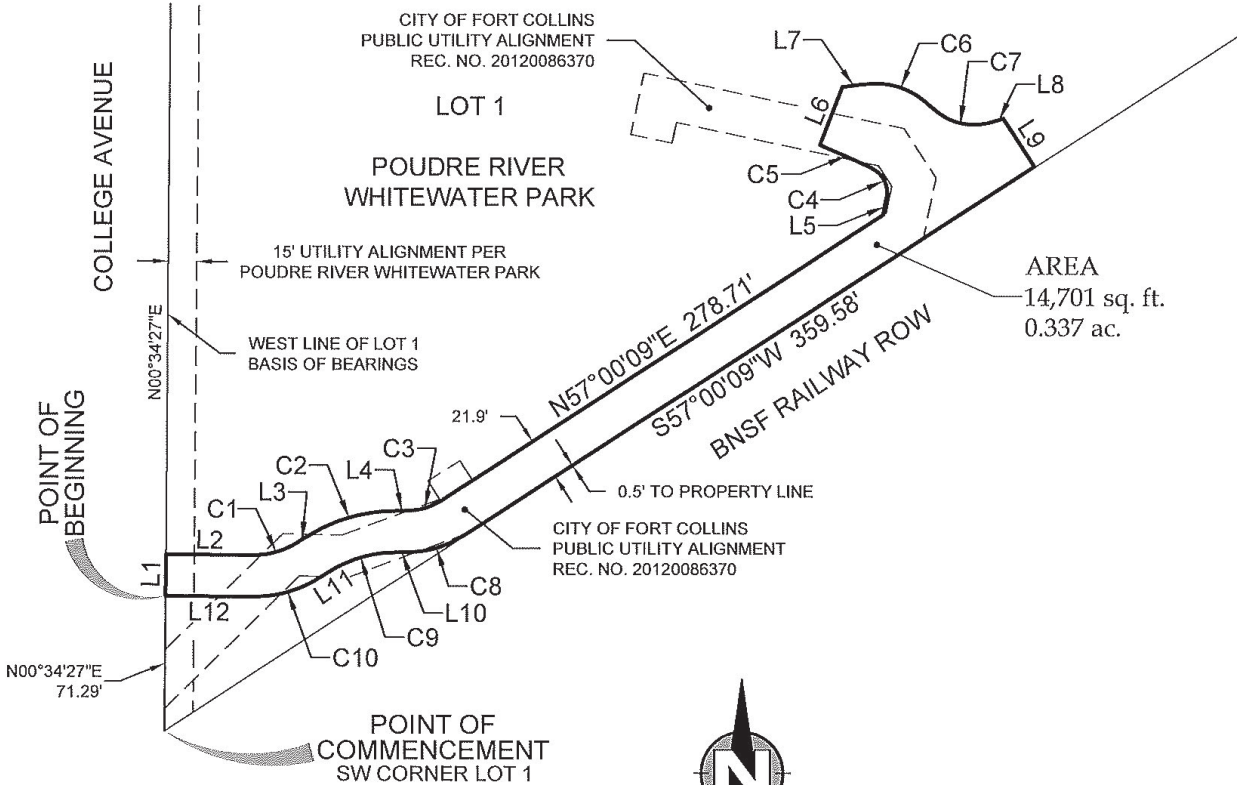 CITY OF FORT COLLINS
PUBLIC UTILITY ALIGNMENT
REC. NO. 20120086370
L7
C6
C7
L8
COLLEGE AVENUE
LOT 1
L6
L9
POUDRE RIVER
WHITEWATER PARK
C5
C4
L5
15' UTILITY ALIGNMENT PER
POUDRE RIVER WHITEWATER PARK
AREA
14,701 sq. ft.
0.337 ac.
N00°34'27"E
WEST LINE OF LOT 1
BASIS OF BEARINGS
N57°00'09"E 278.71'
S57°00'09"W 359.58'
BNSF RAILWAY ROW
POINT OF
BEGINNING
21.9'
C3
L4
C2
L3
C1
0.5' TO PROPERTY LINE
CITY OF FORT COLLINS
PUBLIC UTILITY ALIGNMENT
REC. NO. 20120086370
L2
L1
L12
L11
C8
L10
C9
C10
N00°34'27"E
71.29'
POINT OF
COMMENCEMENT
SW CORNER LOT 1
N